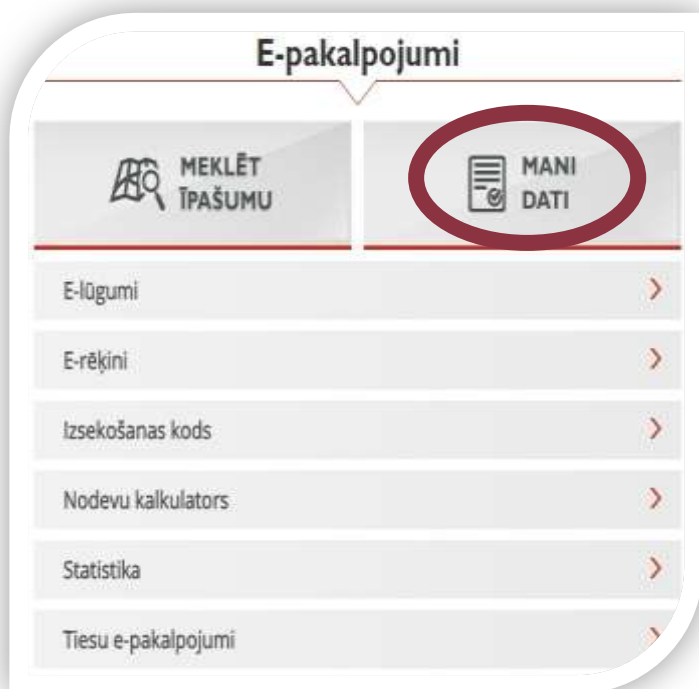 E-pakalpojumi
MEKLĒT
ĪPAŠUMU
MANI
DATI
E-lūgumi
E-rēķini
Izsekošanas kods
Nodevu kalkulators
Statistika
Tiesu e-pakalpojumi